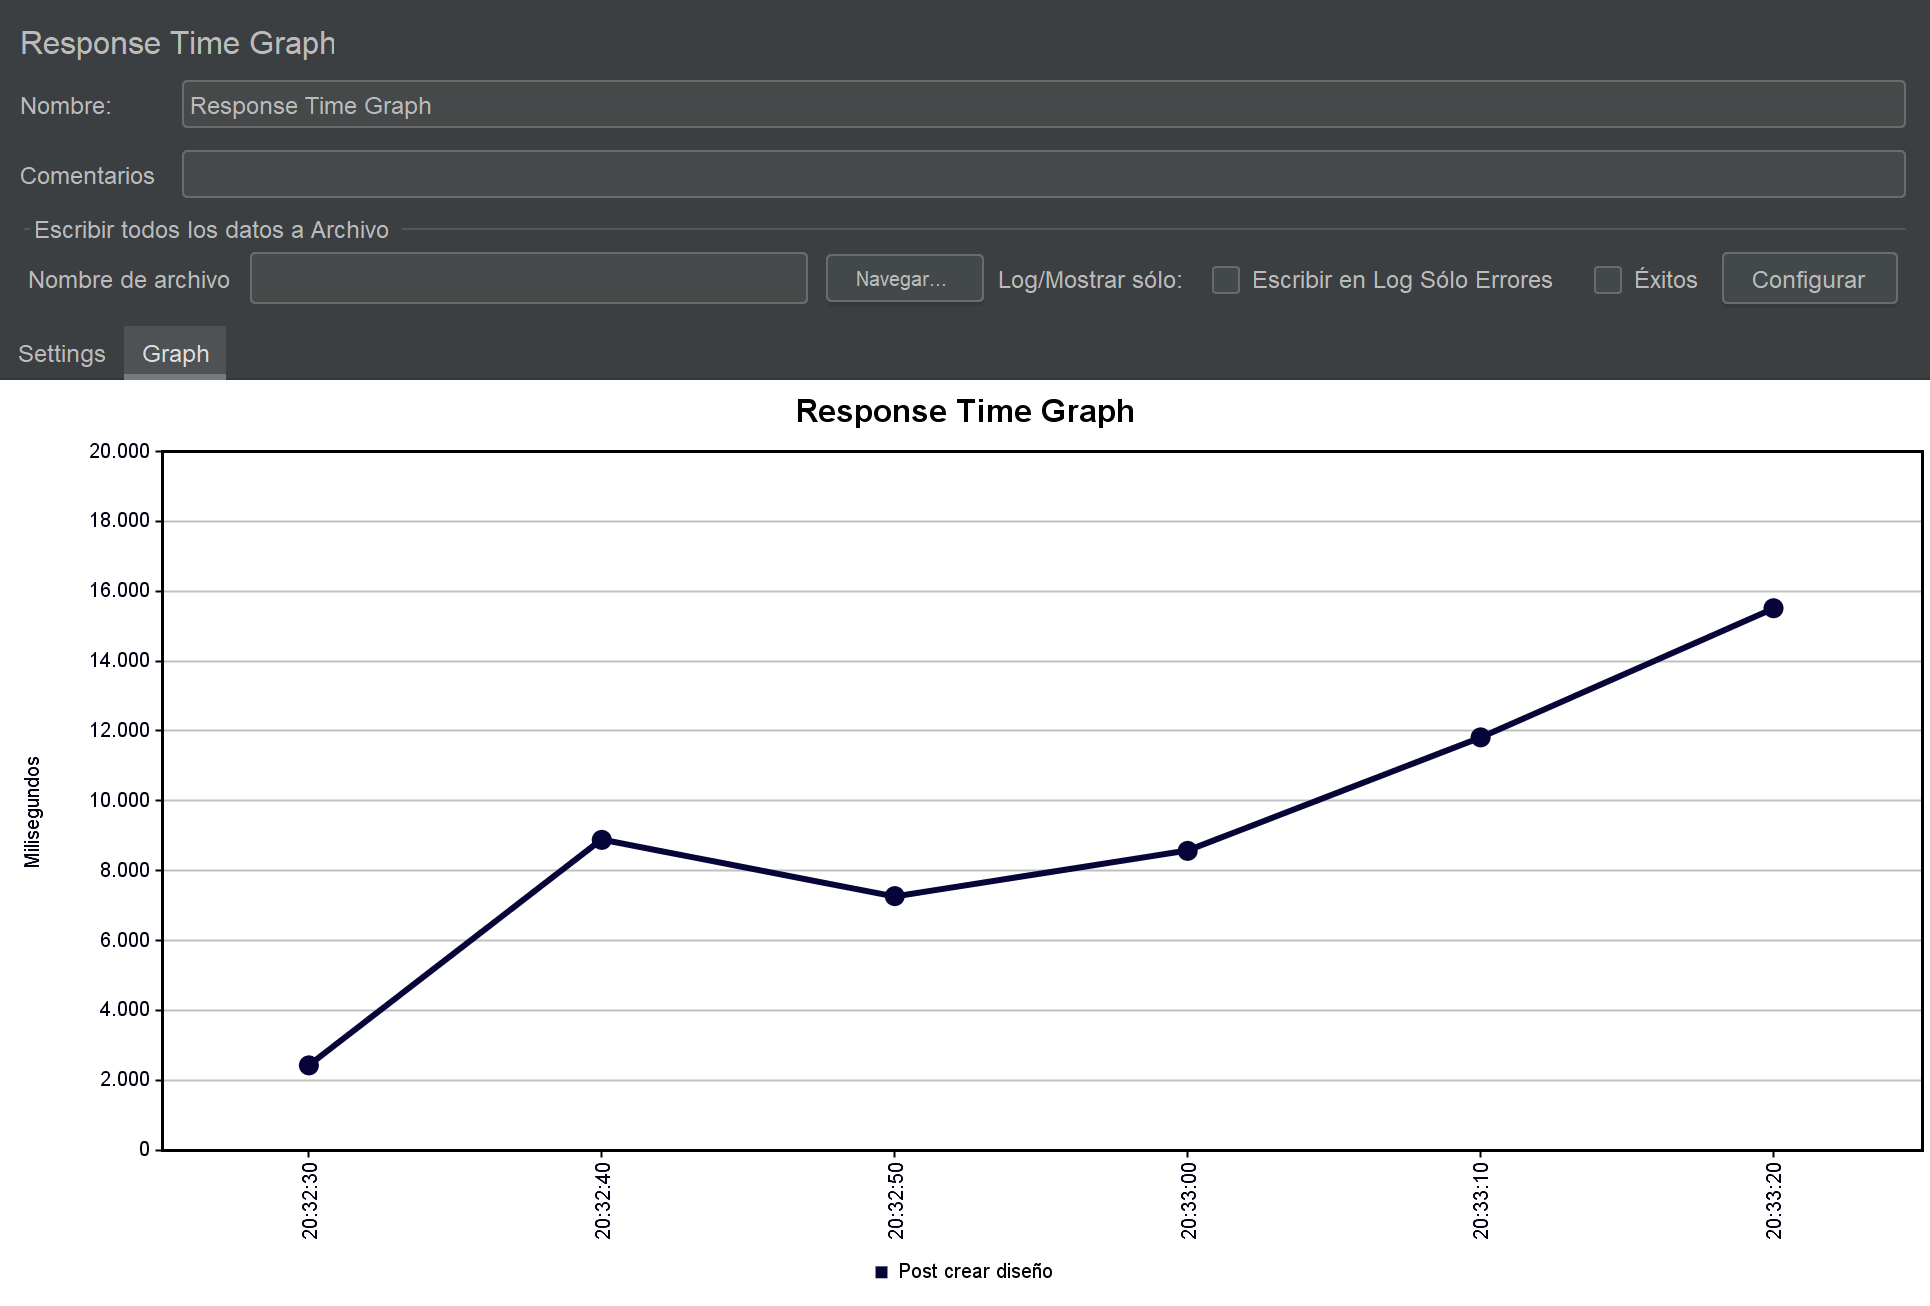 Response Time Graph
Nombre: Response Time Graph
Comentarios
Escribir todos los datos a Archivo
Nombre de archivo Navegar... Log/Mostrar sólo: Escribir en Log Sólo Errores Éxitos Configurar
Settings Graph
Response Time Graph
20.000
18.000
16.000
14.000
12.000
10.000
8.000
6.000
4.000
2.000
0
Milisegundos
20:32:30 20:32:40 20:32:50 20:33:00 20:33:10 20:33:20
Post crear diseño